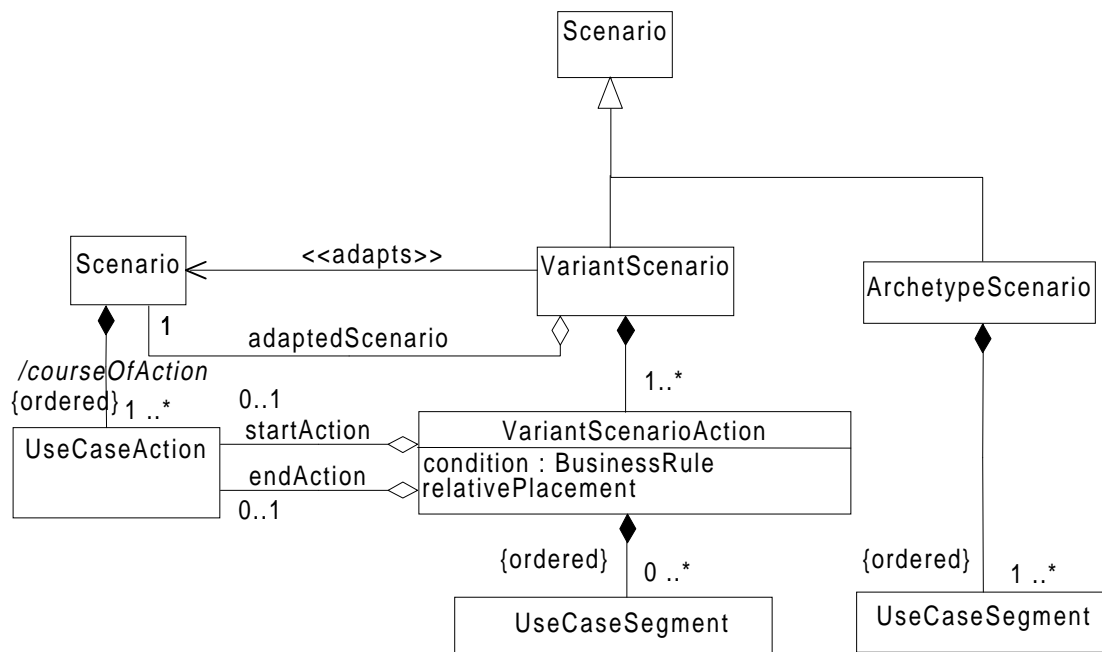 Scenario
Scenario
<<adapts>>
VariantScenario
ArchetypeScenario
1
adaptedScenario
/courseOfAction
{ordered}
1 ..*
0..1
1..*
UseCaseAction
startAction
VariantScenarioAction
endAction
condition : BusinessRule
relativePlacement
0..1
{ordered}
0 ..*
{ordered}
1 ..*
UseCaseSegment
UseCaseSegment